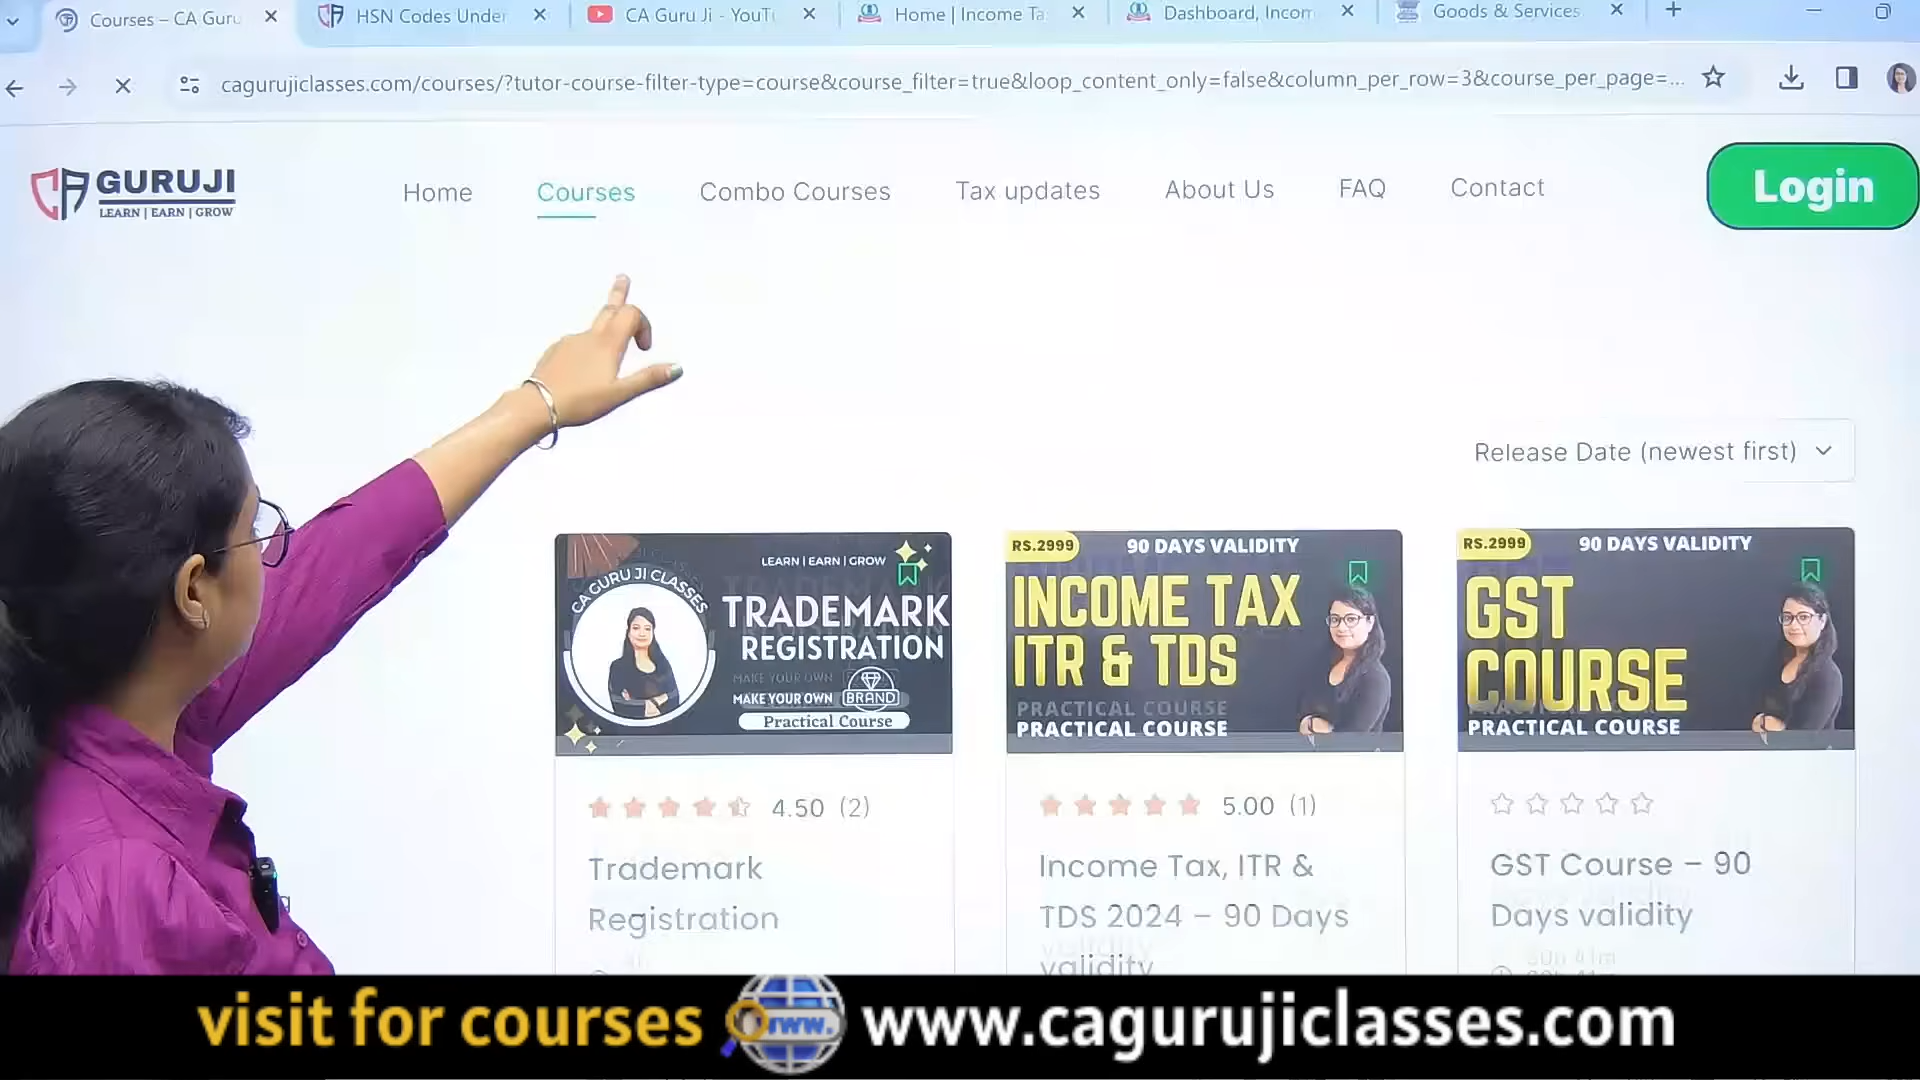 Courses – CA Guru
HSN Codes Under
CA Guru Ji - YouTu
Home | Income Ta
Dashboard, Incom
Goods & Services
cagurujiclasses.com/courses/?tutor-course-filter-type=course&course_filter=true&loop_content_only=false&column_per_row=3&course_per_page=...
CA GURUJI
LEARN | EARN | GROW
Home
Courses
Combo Courses
Tax updates
About Us
FAQ
Contact
Login
Release Date (newest first)
CA GURU JI CLASSES
LEARN | EARN | GROW
TRADEMARK
REGISTRATION
MAKE YOUR OWN BRAND
Practical Course
RS.2999
90 DAYS VALIDITY
INCOME TAX
ITR & TDS
PRACTICAL COURSE
RS.2999
90 DAYS VALIDITY
GST
COURSE
PRACTICAL COURSE
4.50 (2)
Trademark
Registration
5.00 (1)
Income Tax, ITR &
TDS 2024 – 90 Days
validity
GST Course – 90
Days validity
visit for courses www. www.cagurujiclasses.com